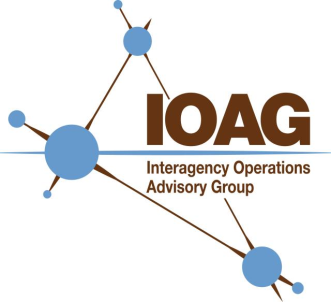 IOAG
Interagency Operations
Advisory Group